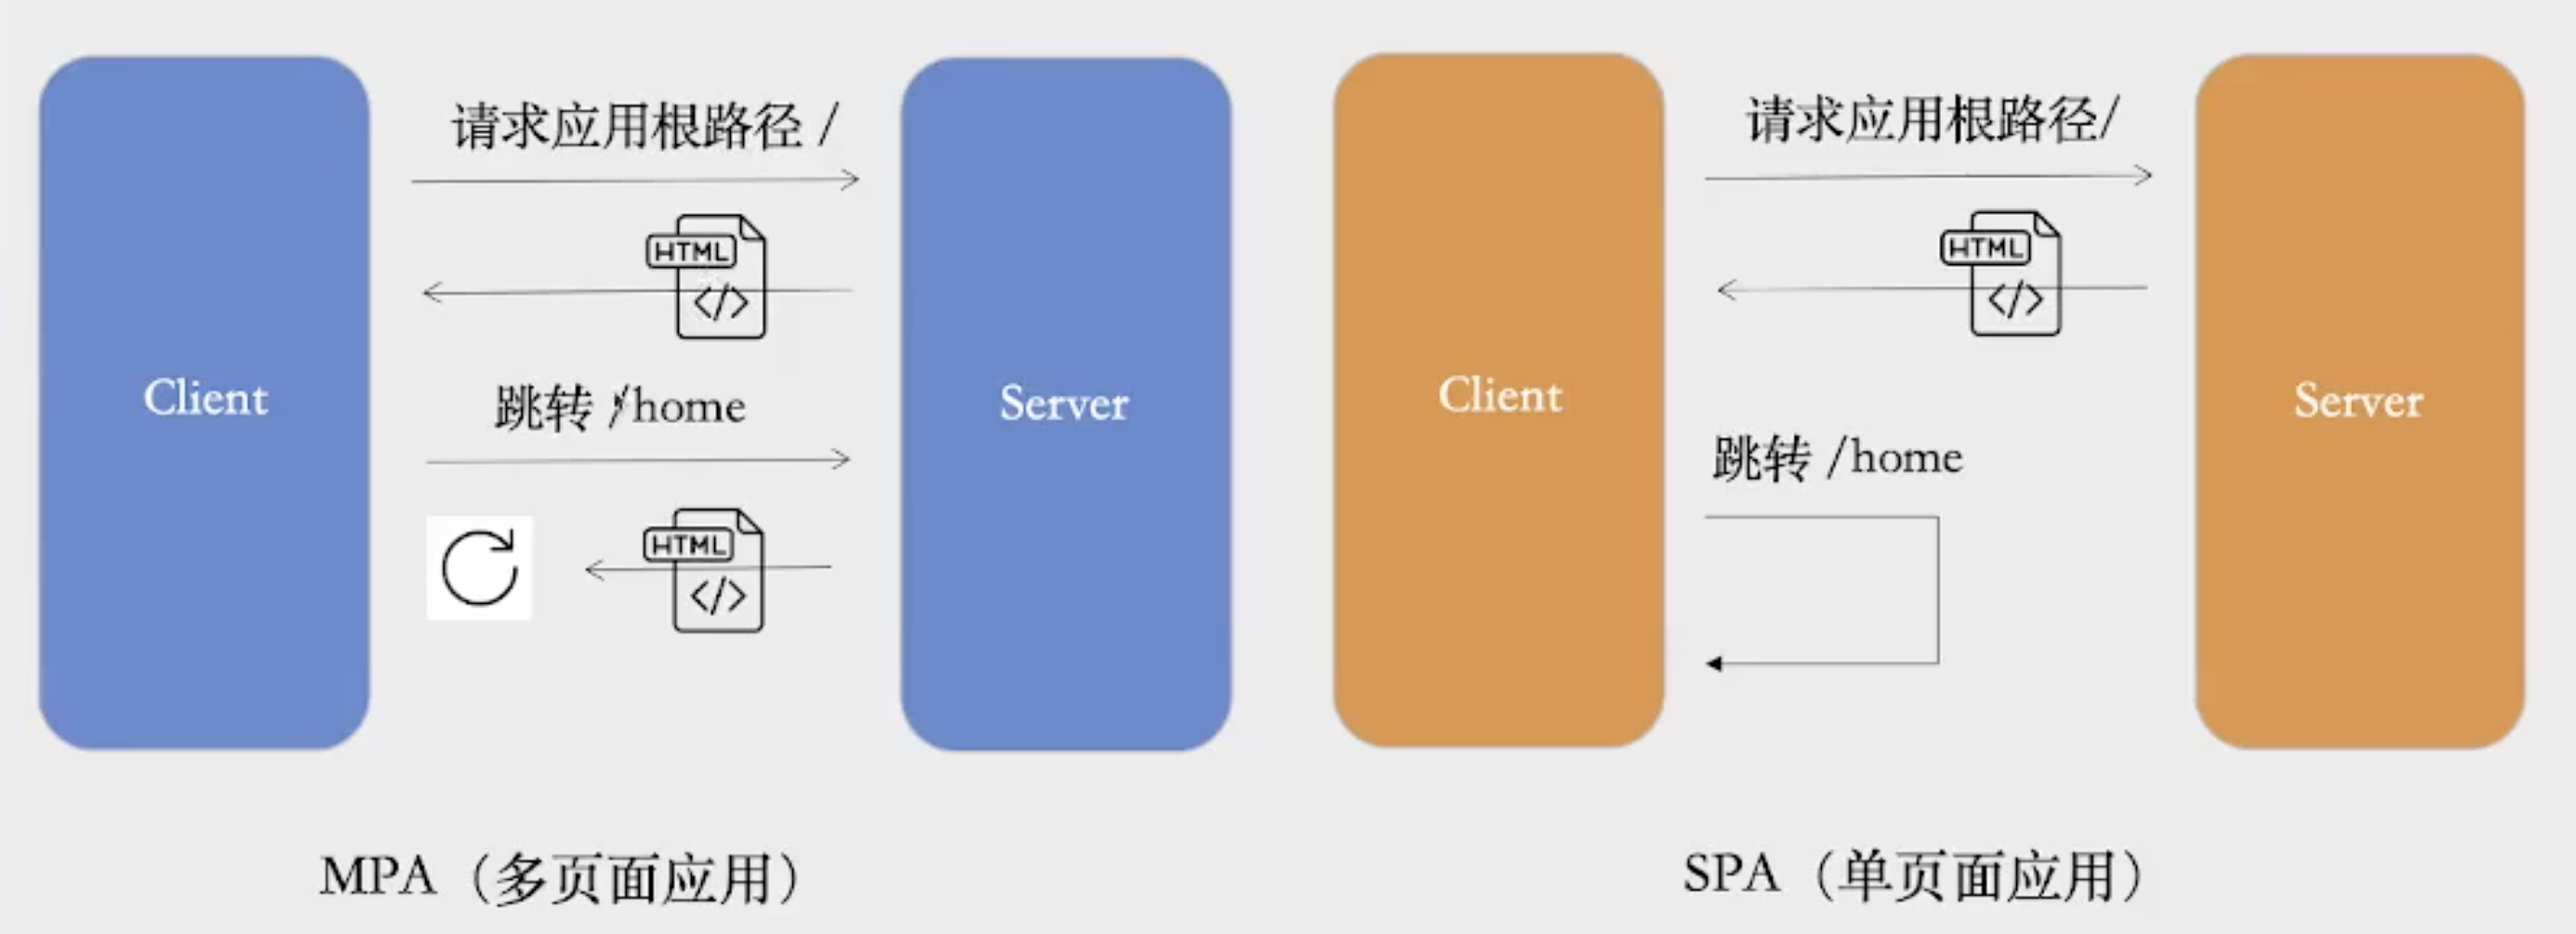 请求应用根路径 /
HTML
</>
Client
跳转 /home
Server
HTML
</>
MPA（多页面应用）
请求应用根路径/
HTML
</>
Client
跳转 /home
Server
SPA（单页面应用）